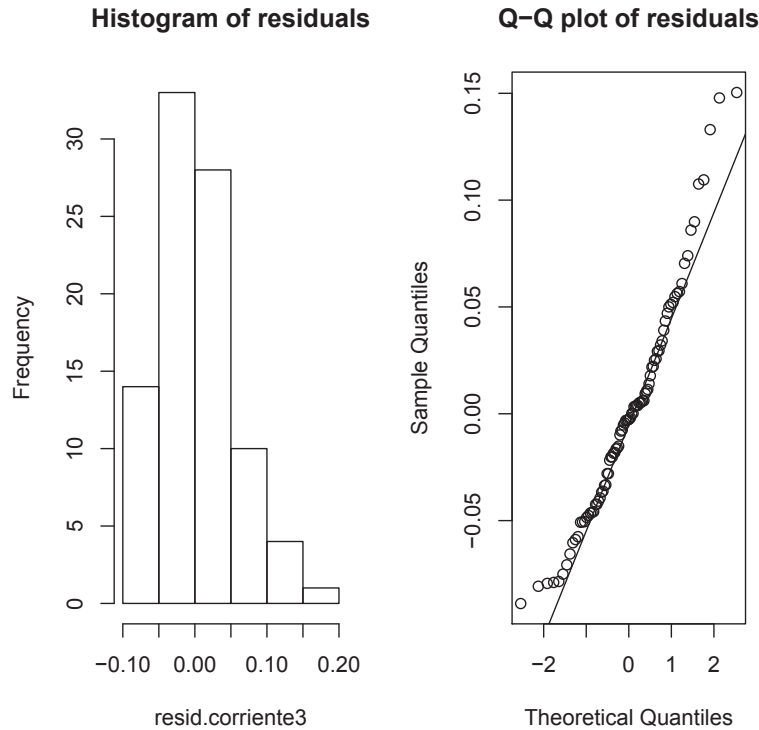 Histogram of residuals
Frequency
0 5 10 15 20 25 30
−0.10 0.00 0.10 0.20
resid.corriente3
Q−Q plot of residuals
Sample Quantiles
−0.05 0.00 0.05 0.10 0.15
−2 0 1 2
Theoretical Quantiles